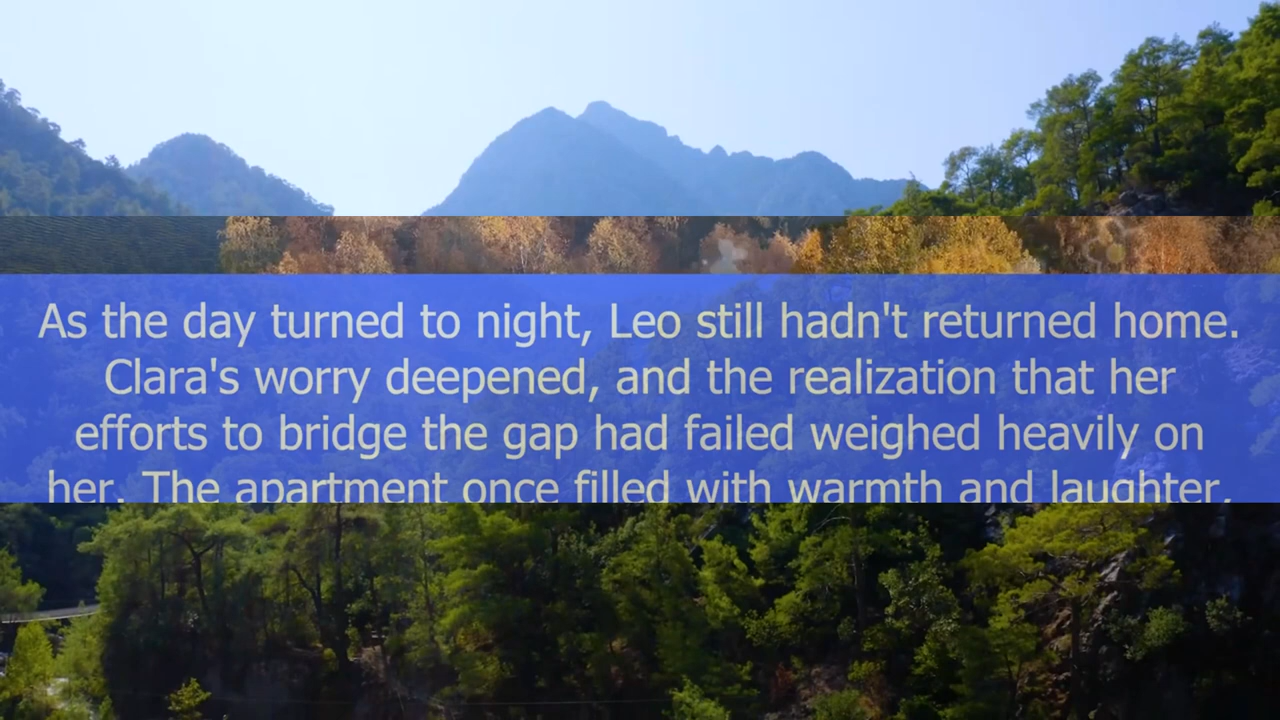 As the day turned to night, Leo still hadn't returned home.
Clara's worry deepened, and the realization that her
efforts to bridge the gap had failed weighed heavily on
her. The apartment once filled with warmth and laughter,